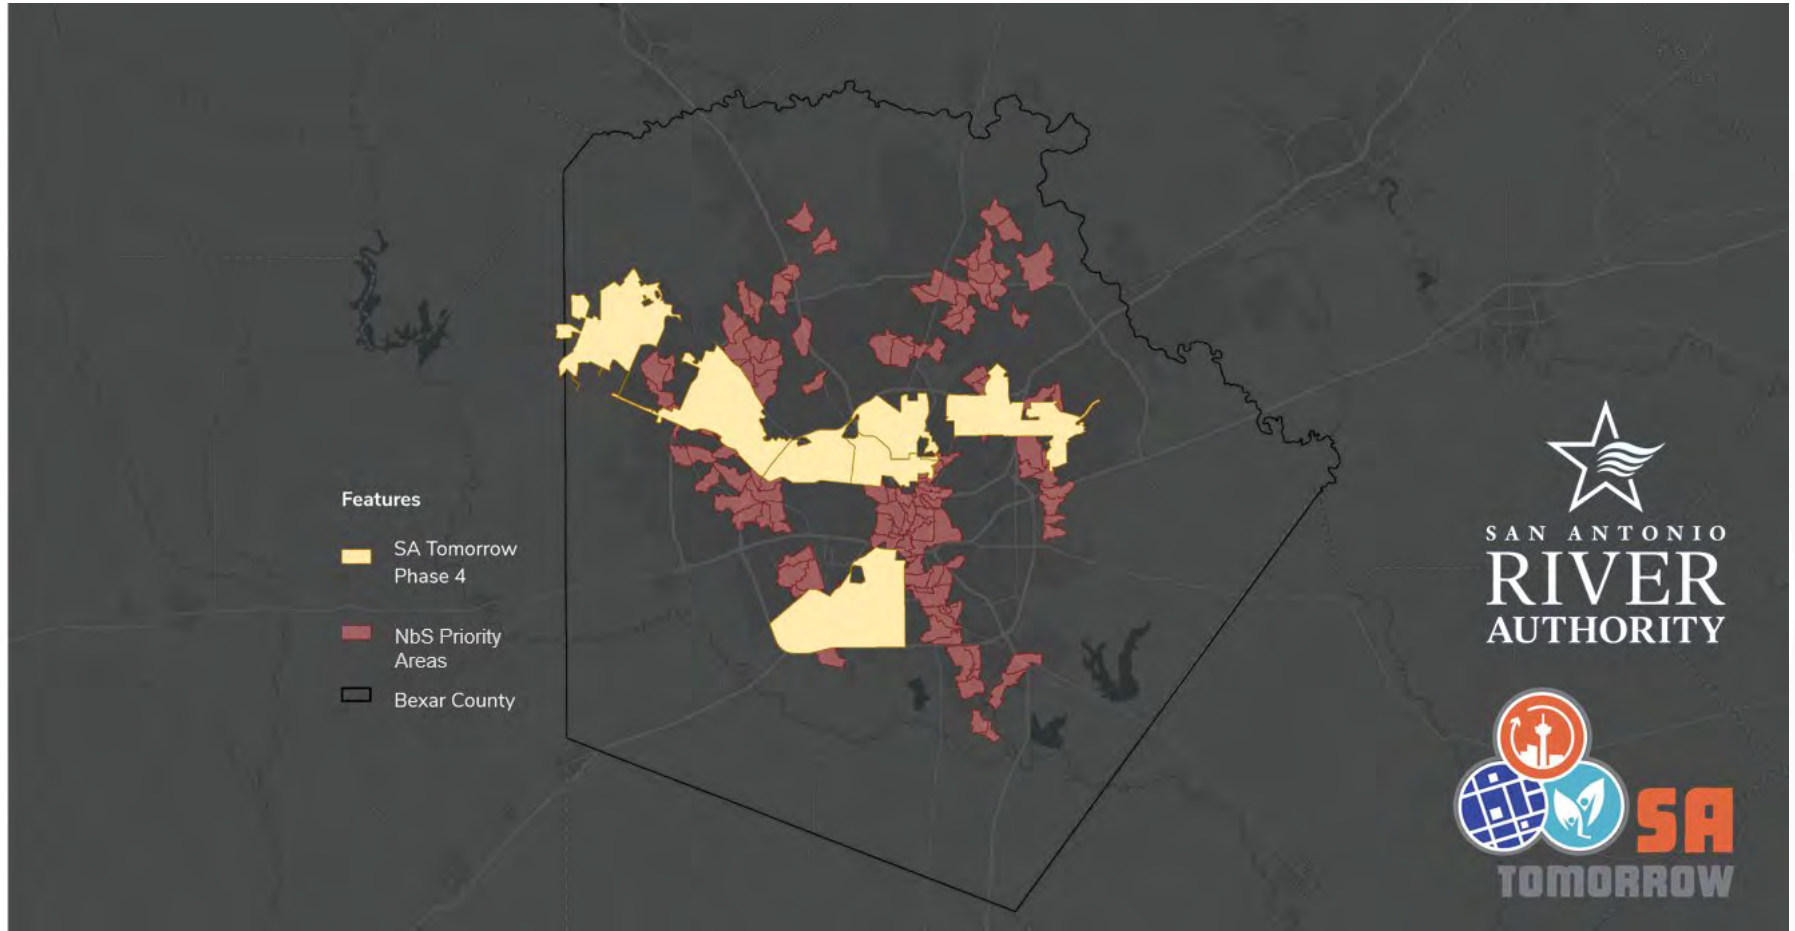 Features
SA Tomorrow
Phase 4
NbS Priority
Areas
Bexar County
SAN ANTONIO
RIVER
AUTHORITY
SA
TOMORROW